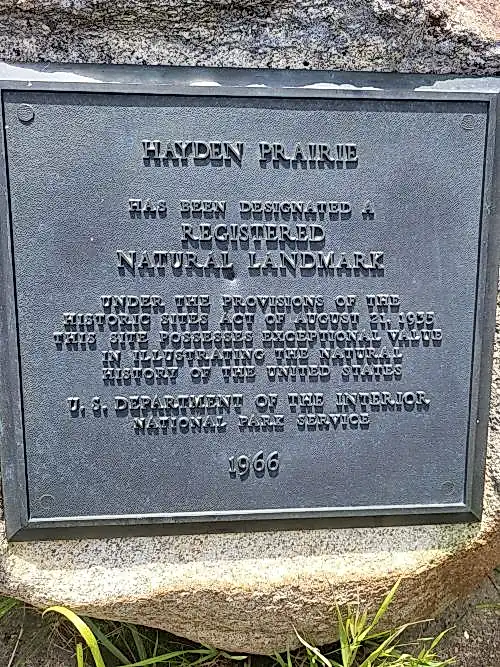 HAYDEN PRAIRIE
HAS BEEN DESIGNATED A
REGISTERED
NATURAL LANDMARK
UNDER THE PROVISIONS OF THE
HISTORIC SITES ACT OF AUGUST 21, 1935
THIS SITE POSSESSES EXCEPTIONAL VALUE
IN ILLUSTRATING THE NATURAL
HISTORY OF THE UNITED STATES
U. S. DEPARTMENT OF THE INTERIOR
NATIONAL PARK SERVICE
1966